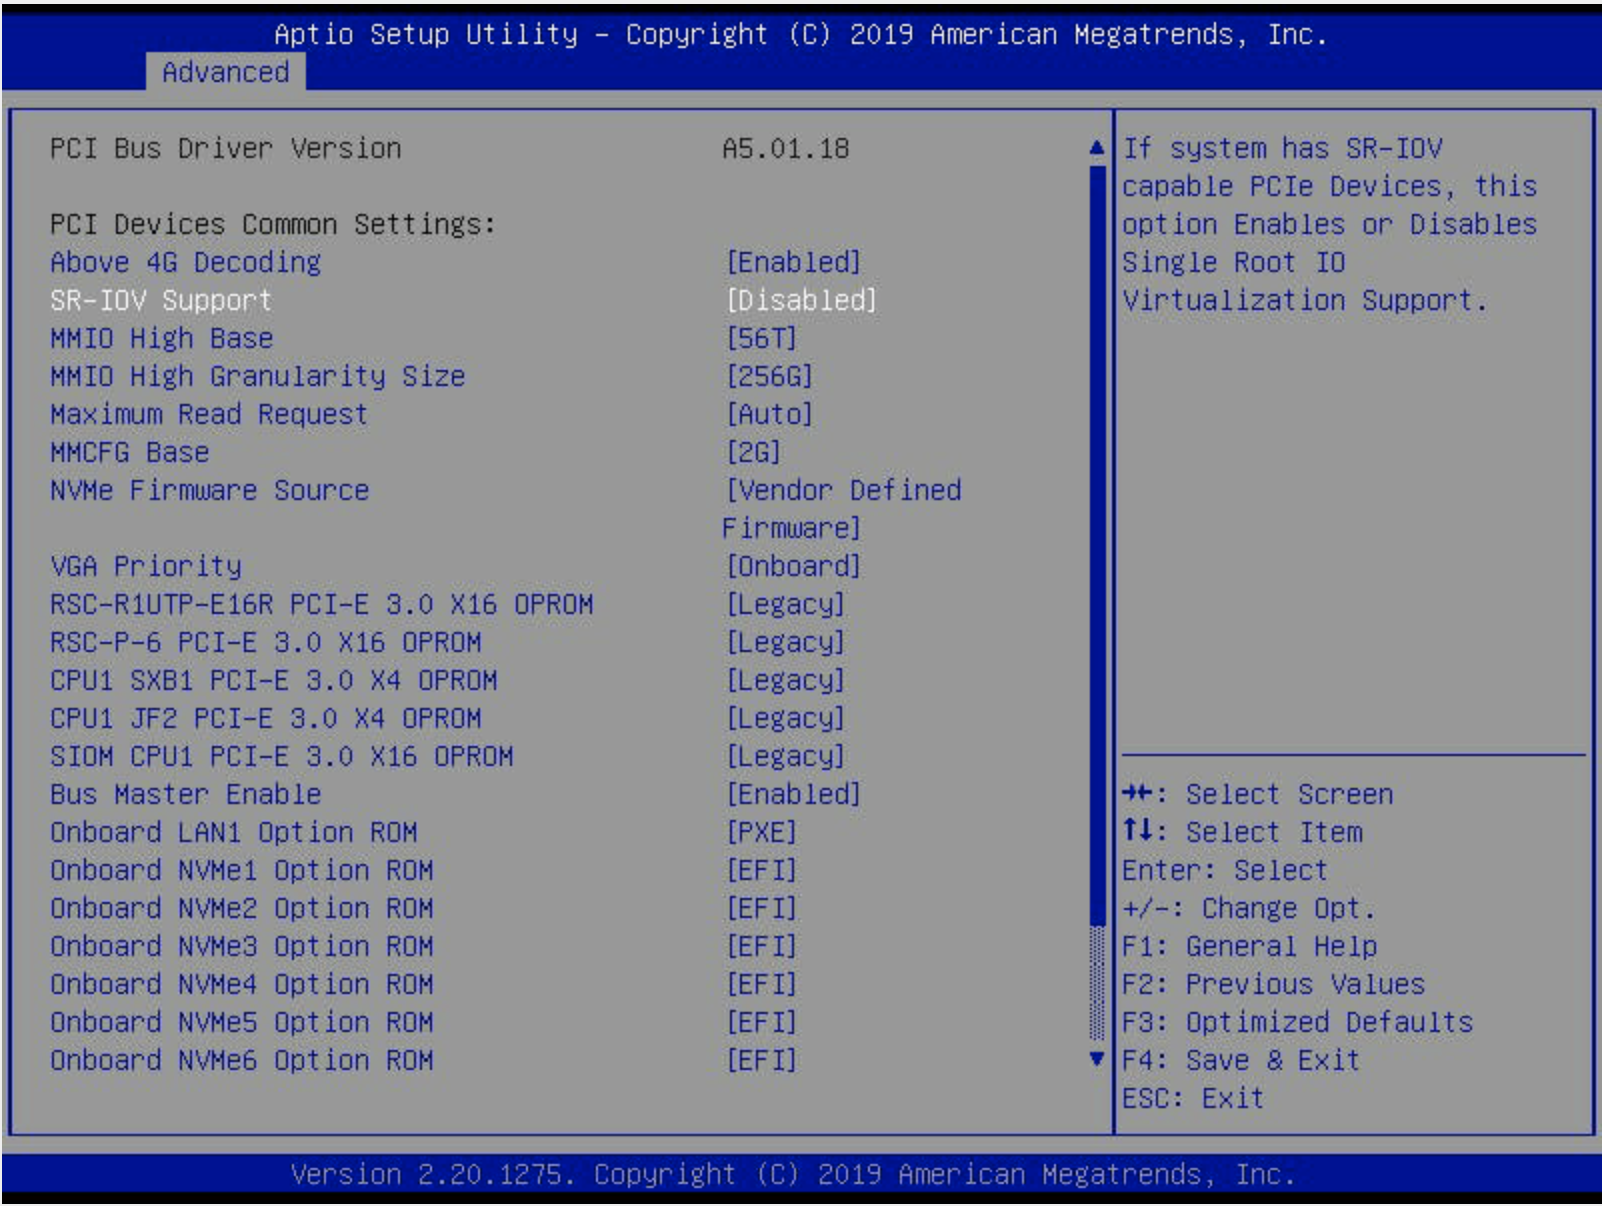 Aptio Setup Utility – Copyright (C) 2019 American Megatrends, Inc.
Advanced
PCI Bus Driver Version A5.01.18
PCI Devices Common Settings:
Above 4G Decoding [Enabled]
SR-IOV Support [Disabled]
MMIO High Base [56T]
MMIO High Granularity Size [256G]
Maximum Read Request [Auto]
MMCFG Base [2G]
NVMe Firmware Source [Vendor Defined
Firmware]
VGA Priority [Onboard]
RSC-R1UTP-E16R PCI-E 3.0 X16 OPROM [Legacy]
RSC-P-6 PCI-E 3.0 X16 OPROM [Legacy]
CPU1 SXB1 PCI-E 3.0 X4 OPROM [Legacy]
CPU1 JF2 PCI-E 3.0 X4 OPROM [Legacy]
SIOM CPU1 PCI-E 3.0 X16 OPROM [Legacy]
Bus Master Enable [Enabled]
Onboard LAN1 Option ROM [PXE]
Onboard NVMe1 Option ROM [EFI]
Onboard NVMe2 Option ROM [EFI]
Onboard NVMe3 Option ROM [EFI]
Onboard NVMe4 Option ROM [EFI]
Onboard NVMe5 Option ROM [EFI]
Onboard NVMe6 Option ROM [EFI]
If system has SR-IOV
capable PCIe Devices, this
option Enables or Disables
Single Root IO
Virtualization Support.
→←: Select Screen
↑↓: Select Item
Enter: Select
+/-: Change Opt.
F1: General Help
F2: Previous Values
F3: Optimized Defaults
F4: Save & Exit
ESC: Exit
Version 2.20.1275. Copyright (C) 2019 American Megatrends, Inc.